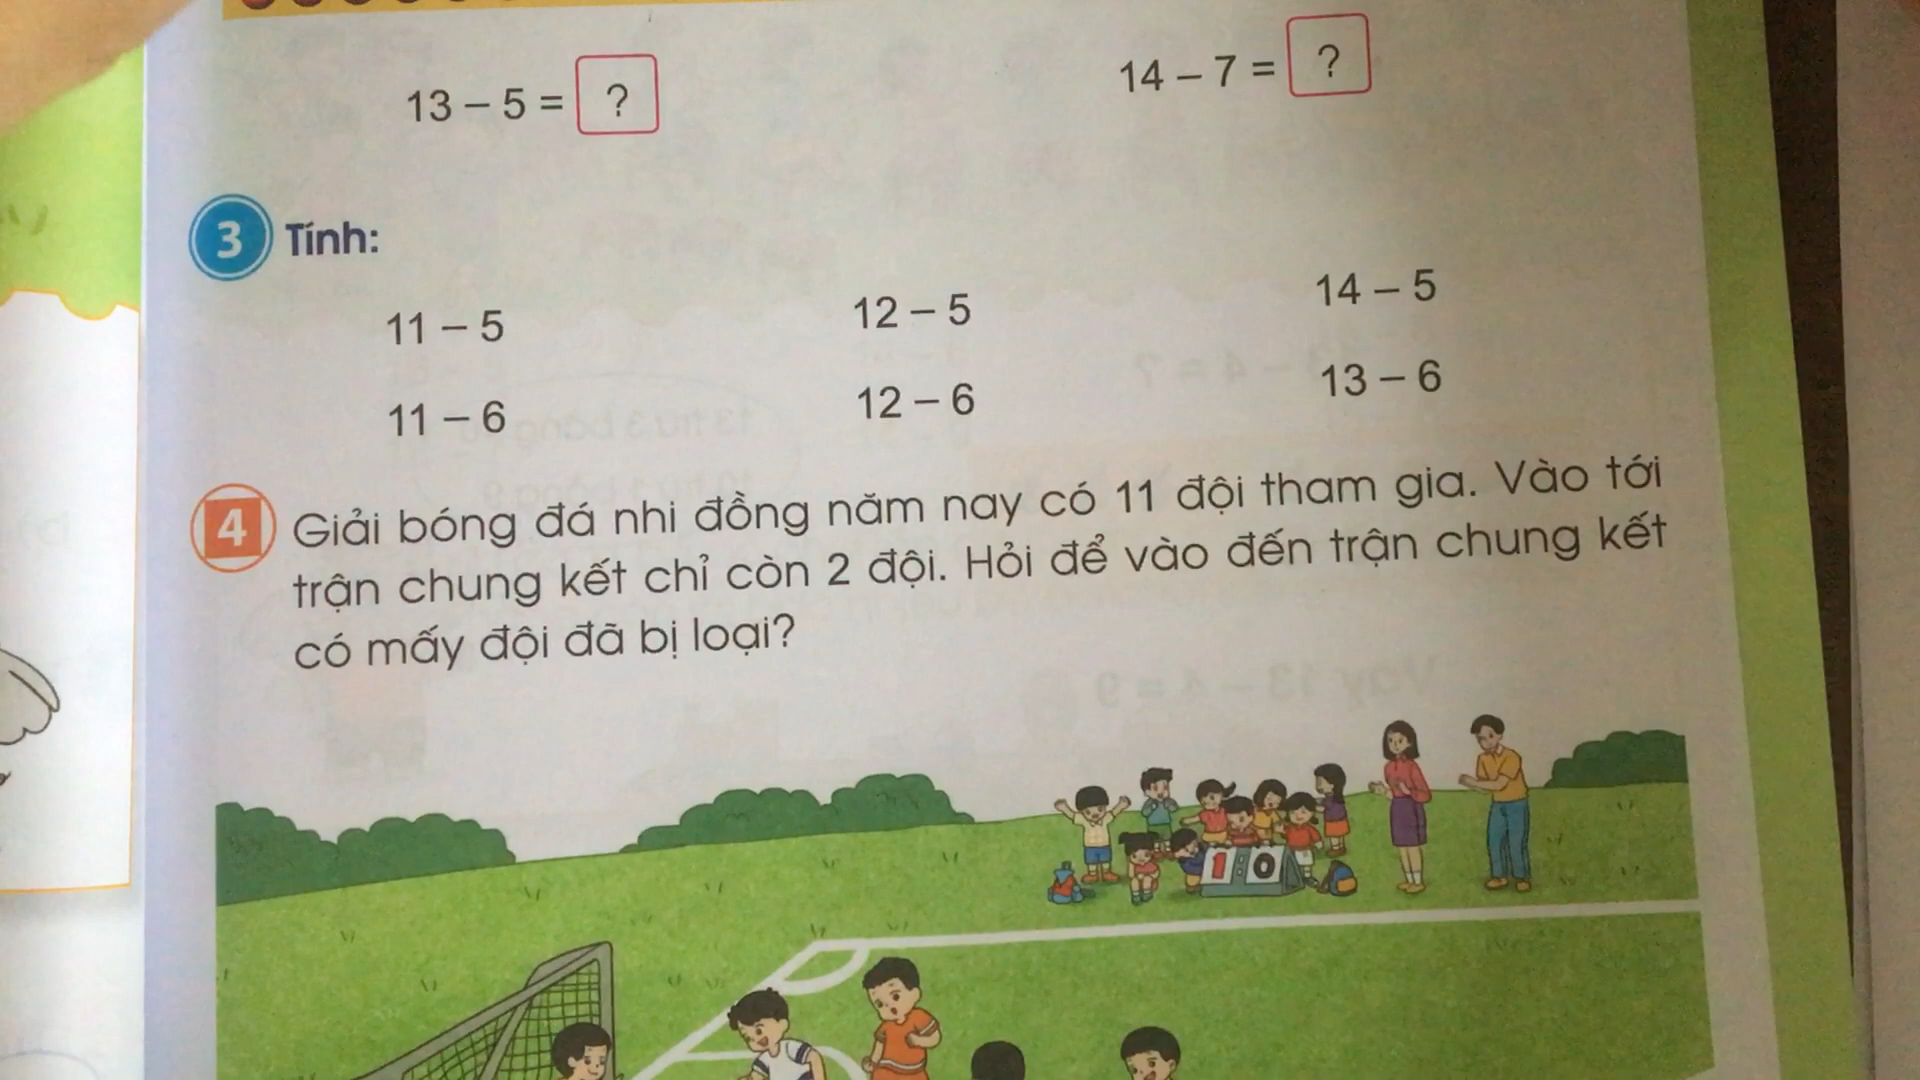 13 – 5 = ?
14 – 7 = ?
3 Tính:
11 – 5
12 – 5
14 – 5
11 – 6
12 – 6
13 – 6
4 Giải bóng đá nhi đồng năm nay có 11 đội tham gia. Vào tới
trận chung kết chỉ còn 2 đội. Hỏi để vào đến trận chung kết
có mấy đội đã bị loại?
1:0